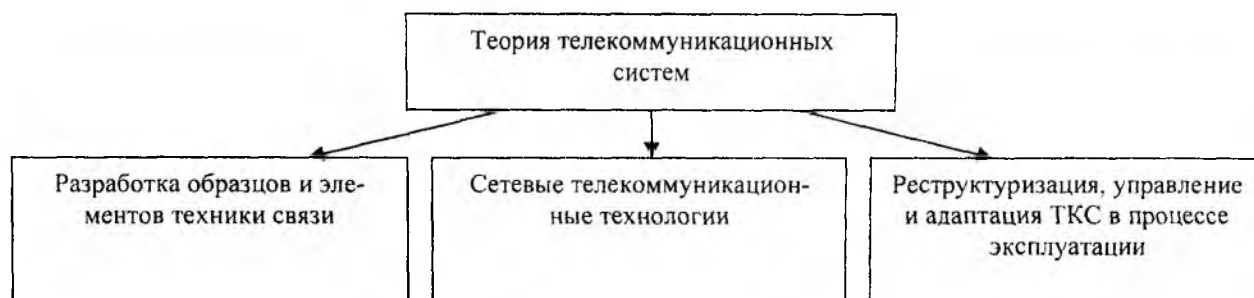 Теория телекоммуникационных
систем
Разработка образцов и эле-
ментов техники связи
Сетевые телекоммуникацион-
ные технологии
Реструктуризация, управление
и адаптация ТКС в процессе
эксплуатации